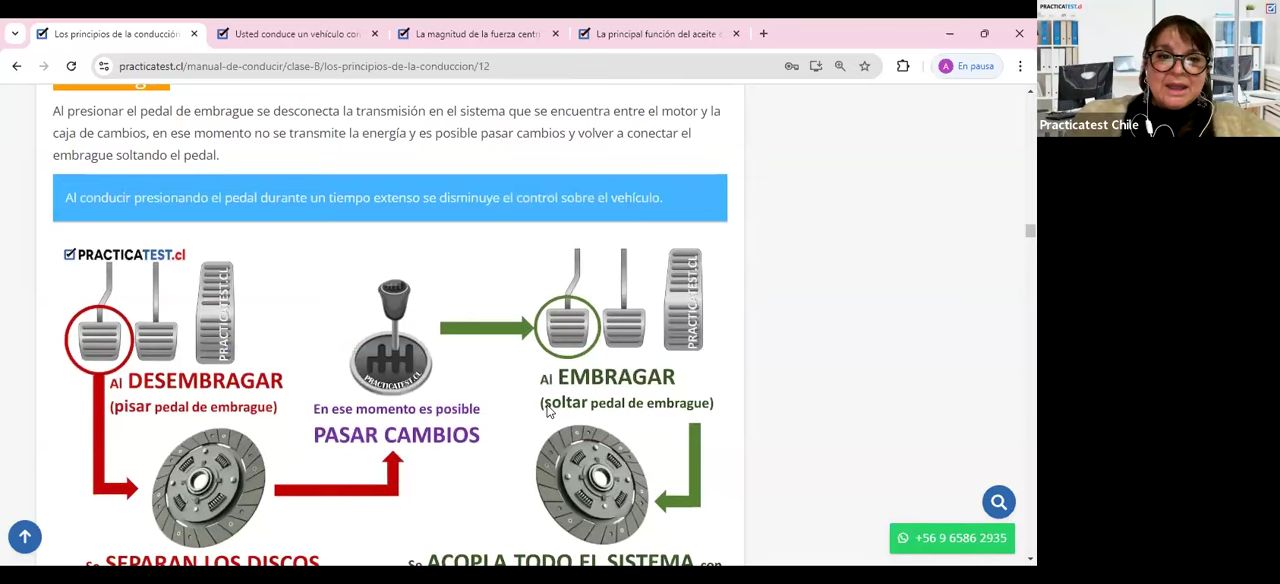 Los principios de la conducción
Usted conduce un vehículo con
La magnitud de la fuerza centr
La principal función del aceite
practicatest.cl/manual-de-conducir/clase-B/los-principios-de-la-conduccion/12
A
En pausa
PRACTICATEST.cl
Practicatest Chile
Al presionar el pedal de embrague se desconecta la transmisión en el sistema que se encuentra entre el motor y la
caja de cambios, en ese momento no se transmite la energía y es posible pasar cambios y volver a conectar el
embrague soltando el pedal.
Al conducir presionando el pedal durante un tiempo extenso se disminuye el control sobre el vehículo.
PRACTICATEST.cl
PRACTICATEST.CL
PRACTICATEST.CL
PRACTICATEST.CL
Al DESEMBRAGAR
(pisar pedal de embrague)
En ese momento es posible
PASAR CAMBIOS
Al EMBRAGAR
(soltar pedal de embrague)
Se SEPARAN LOS DISCOS
Se ACOPLA TODO EL SISTEMA con
+56 9 6586 2935